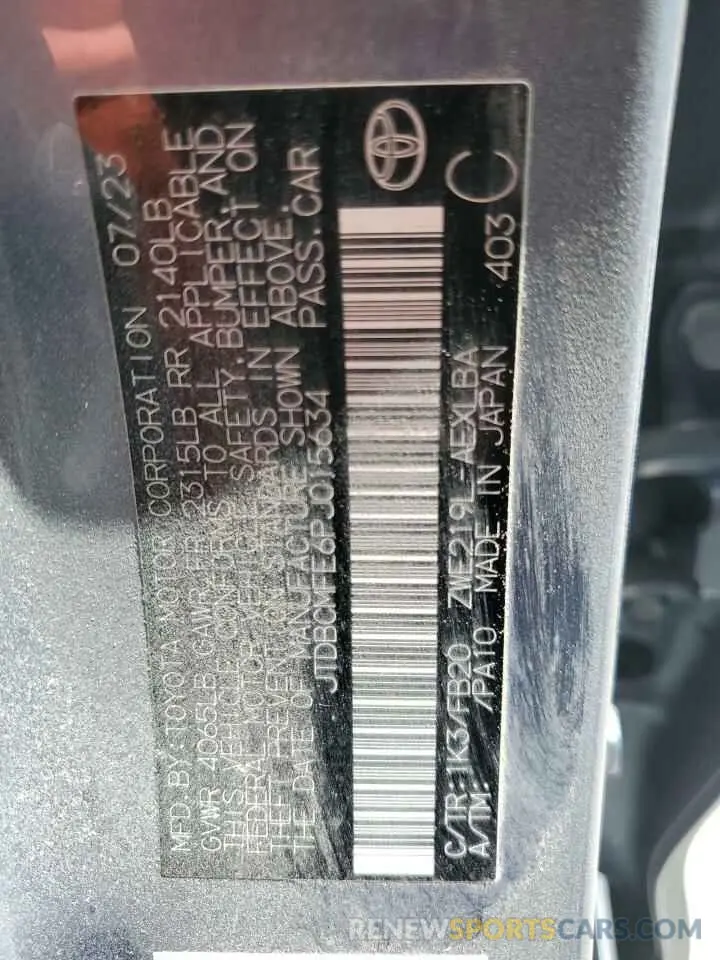 MFD. BY: TOYOTA MOTOR CORPORATION 07/23
GVWR 4065LB GAWR FR 2315LB RR 2140LB
THIS VEHICLE CONFORMS TO ALL APPLICABLE
FEDERAL MOTOR VEHICLE SAFETY, BUMPER, AND
THEFT PREVENTION STANDARDS IN EFFECT ON
THE DATE OF MANUFACTURE SHOWN ABOVE.
JTDBCMFE6PJ015634 PASS. CAR
C/TR: 1K3/FB20 ZWE219L-AEXLBA
A/TM: /PA10 MADE IN JAPAN 403 C
RENEWSPORTSCARS.COM